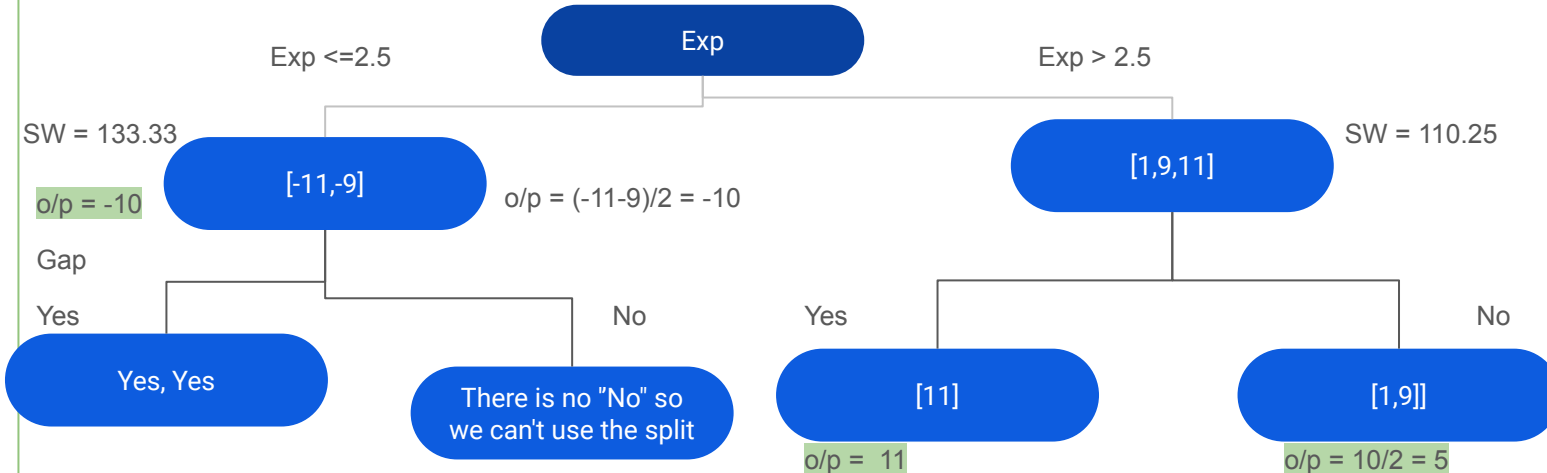 Exp
Exp <=2.5
Exp > 2.5
SW = 133.33
SW = 110.25
[-11,-9]
[1,9,11]
o/p = -10
o/p = (-11-9)/2 = -10
Gap
Yes
No
Yes
No
Yes, Yes
There is no "No" so
we can't use the split
[11]
[1,9]]
o/p =  11
o/p = 10/2 = 5